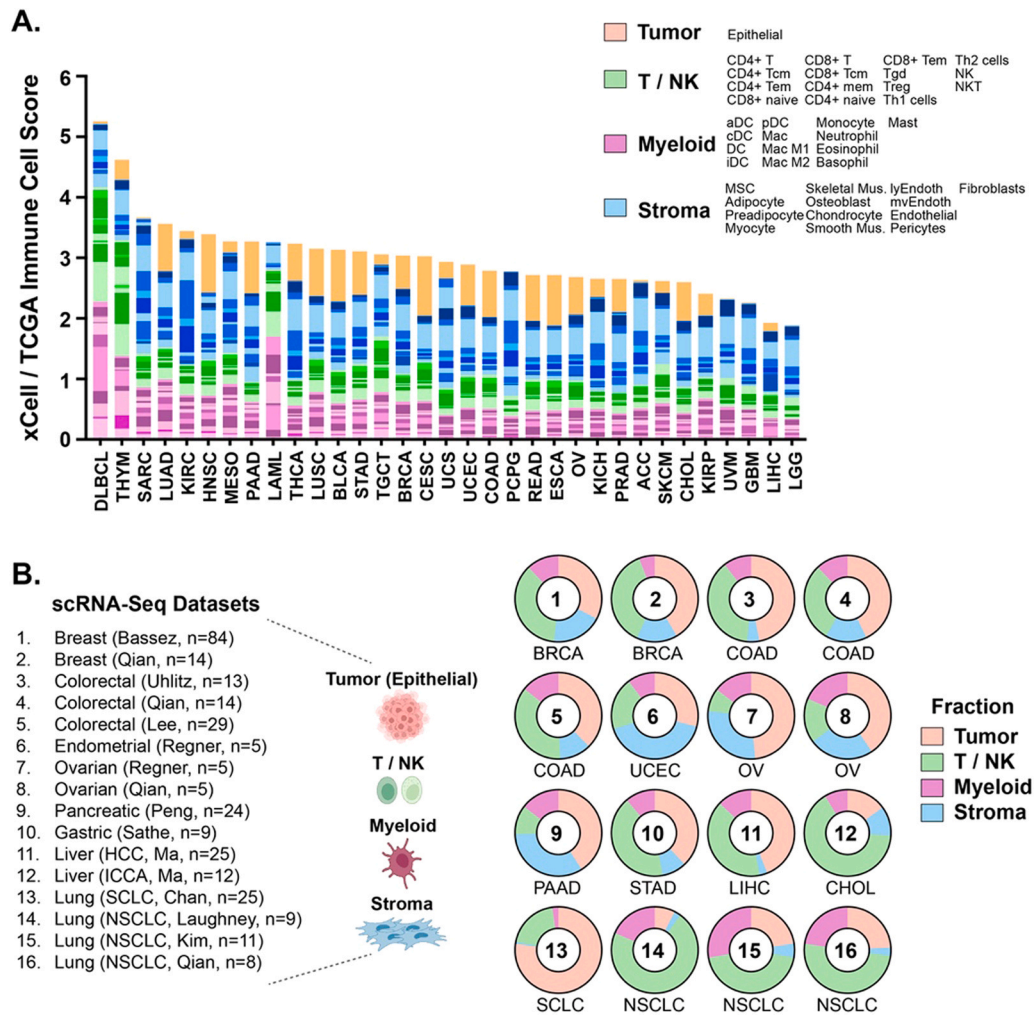 A.
Tumor
Epithelial
T / NK
CD4+ T CD8+ T CD8+ Tem Th2 cells
CD4+ Tcm CD8+ Tcm Tgd NK
CD4+ Tem CD4+ mem Treg NKT
CD8+ naive CD4+ naive Th1 cells
Myeloid
aDC pDC Monocyte Mast
cDC Mac Neutrophil
DC Mac M1 Eosinophil
iDC Mac M2 Basophil
Stroma
MSC Skeletal Mus. lyEndoth Fibroblasts
Adipocyte Osteoblast mvEndoth
Preadipocyte Chondrocyte Endothelial
Myocyte Smooth Mus. Pericytes
xCell / TCGA Immune Cell Score
6
5
4
3
2
1
0
DLBCL THYM SARC LUAD KIRC HNSC MESO PAAD LAML THCA LUSC BLCA STAD TGCT BRCA CESC UCS UCEC COAD PCPG READ ESCA OV KICH PRAD ACC SKCM CHOL KIRP UVM GBM LIHC LGG
B.
scRNA-Seq Datasets
1. Breast (Bassez, n=84)
2. Breast (Qian, n=14)
3. Colorectal (Uhlitz, n=13)
4. Colorectal (Qian, n=14)
5. Colorectal (Lee, n=29)
6. Endometrial (Regner, n=5)
7. Ovarian (Regner, n=5)
8. Ovarian (Qian, n=5)
9. Pancreatic (Peng, n=24)
10. Gastric (Sathe, n=9)
11. Liver (HCC, Ma, n=25)
12. Liver (ICCA, Ma, n=12)
13. Lung (SCLC, Chan, n=25)
14. Lung (NSCLC, Laughney, n=9)
15. Lung (NSCLC, Kim, n=11)
16. Lung (NSCLC, Qian, n=8)
Tumor (Epithelial)
T / NK
Myeloid
Stroma
1 2 3 4
BRCA BRCA COAD COAD
5 6 7 8
COAD UCEC OV OV
9 10 11 12
PAAD STAD LIHC CHOL
13 14 15 16
SCLC NSCLC NSCLC NSCLC
Fraction
Tumor
T / NK
Myeloid
Stroma